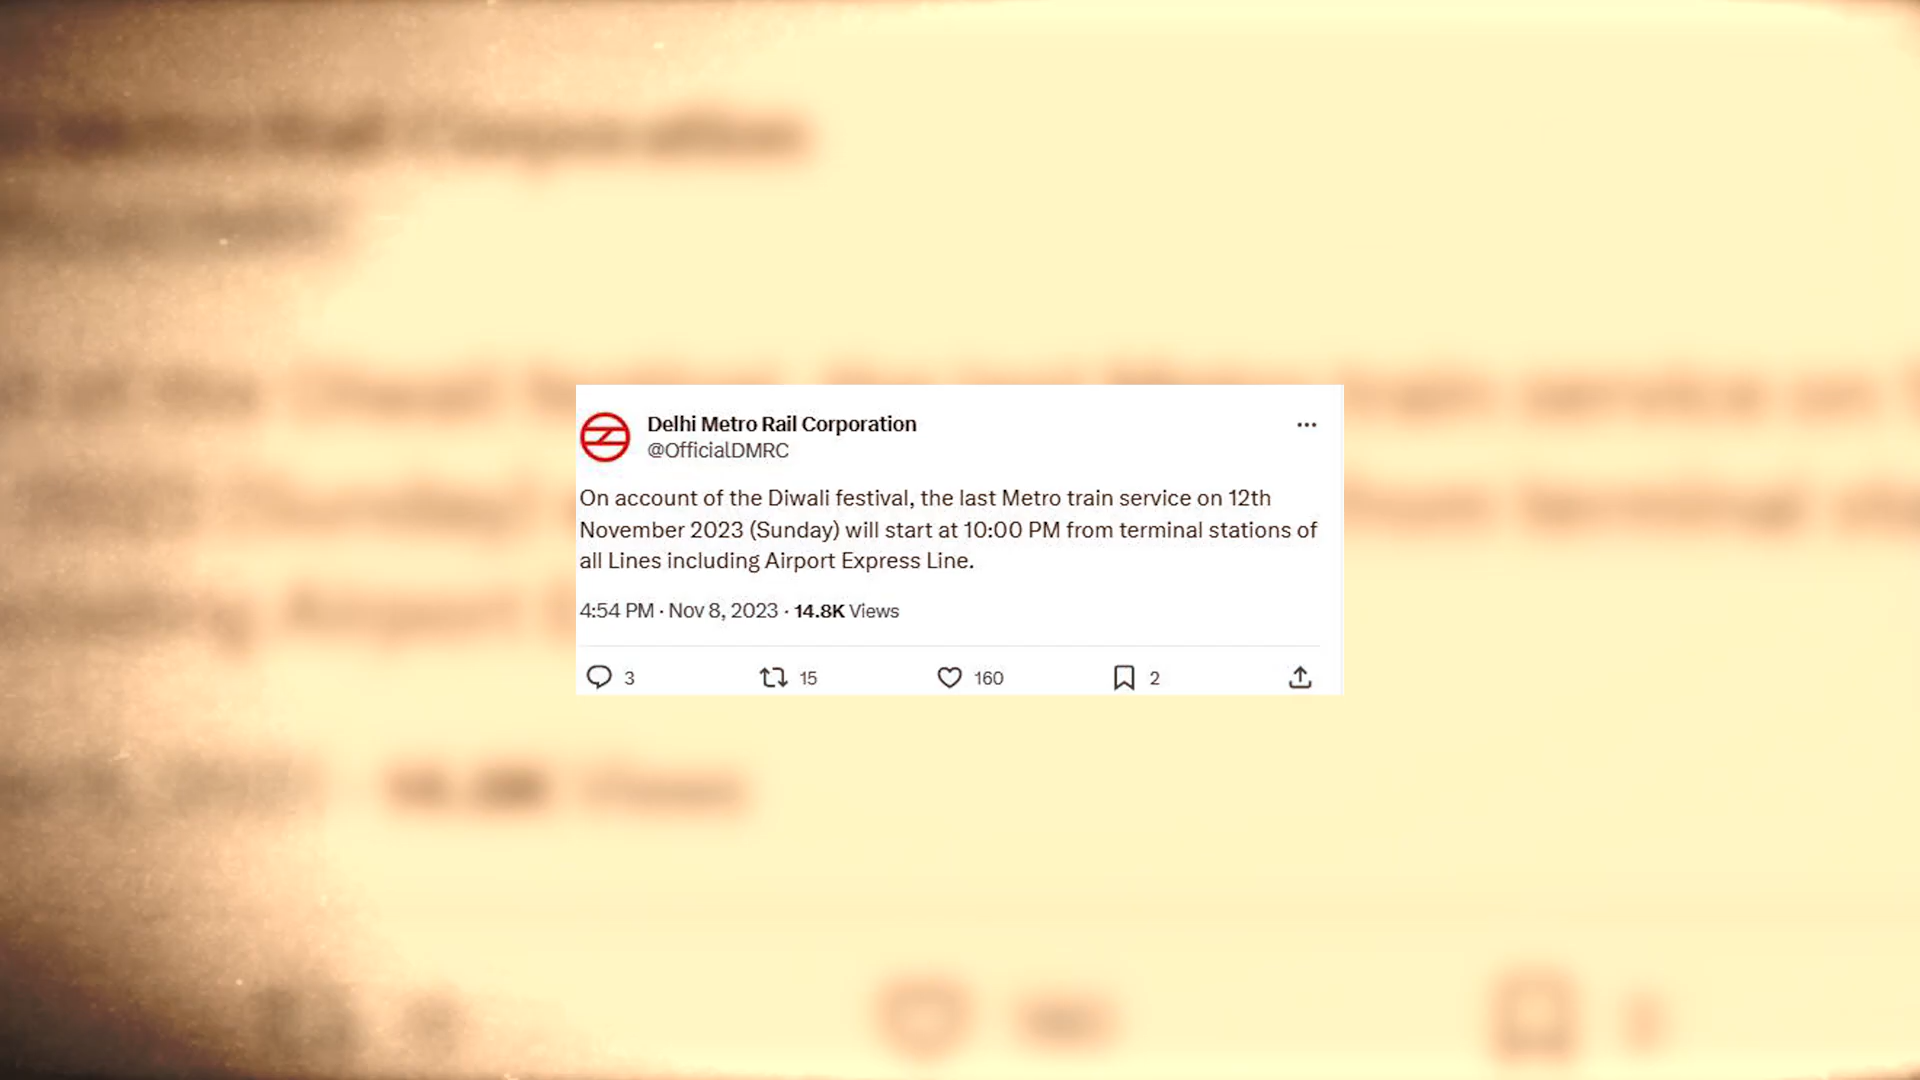 Delhi Metro Rail Corporation
@OfficialDMRC
On account of the Diwali festival, the last Metro train service on 12th
November 2023 (Sunday) will start at 10:00 PM from terminal stations of
all Lines including Airport Express Line.
4:54 PM · Nov 8, 2023 · 14.8K Views
3 15 160 2